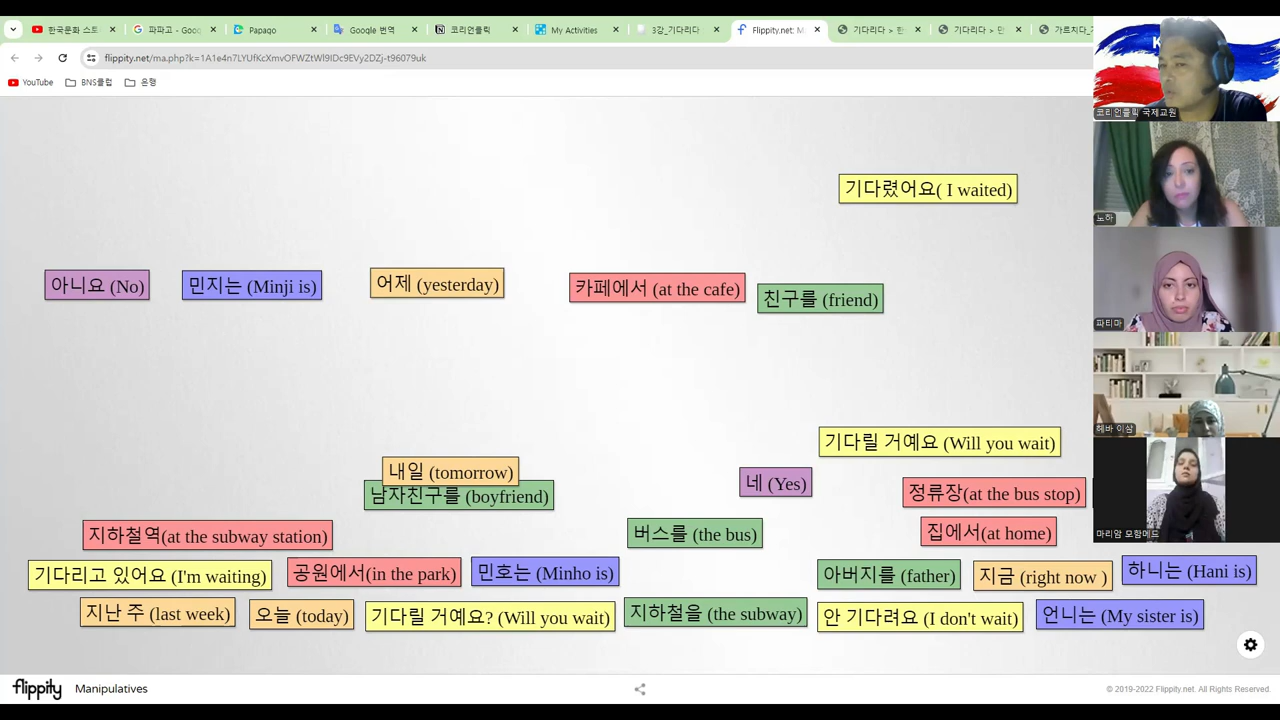 한국문화 스토
파파고 - Goo
Papago
Google 번역
코리언클릭
My Activities
3강_기다리다
Flippity.net: M
기다리다 > 한
기다리다 > 민
가르치다_기
flippity.net/ma.php?k=1A1e4n7LYUfKcXmvOFWZtWl9IDc9EVy2DZj-t96079uk
YouTube
BNS클럽
은행
코리언클릭 국제교원
노하
파티마
헤바 이삼
마리암 모함메드
기다렸어요( I waited)
아니요 (No)
민지는 (Minji is)
어제 (yesterday)
카페에서 (at the cafe)
친구를 (friend)
기다릴 거예요 (Will you wait)
내일 (tomorrow)
네 (Yes)
정류장(at the bus stop)
남자친구를 (boyfriend)
지하철역(at the subway station)
버스를 (the bus)
집에서(at home)
기다리고 있어요 (I'm waiting)
공원에서(in the park)
민호는 (Minho is)
아버지를 (father)
지금 (right now )
하니는 (Hani is)
지난 주 (last week)
오늘 (today)
기다릴 거예요? (Will you wait)
지하철을 (the subway)
안 기다려요 (I don't wait)
언니는 (My sister is)
flippity
Manipulatives
© 2019-2022 Flippity.net. All Rights Reserved.